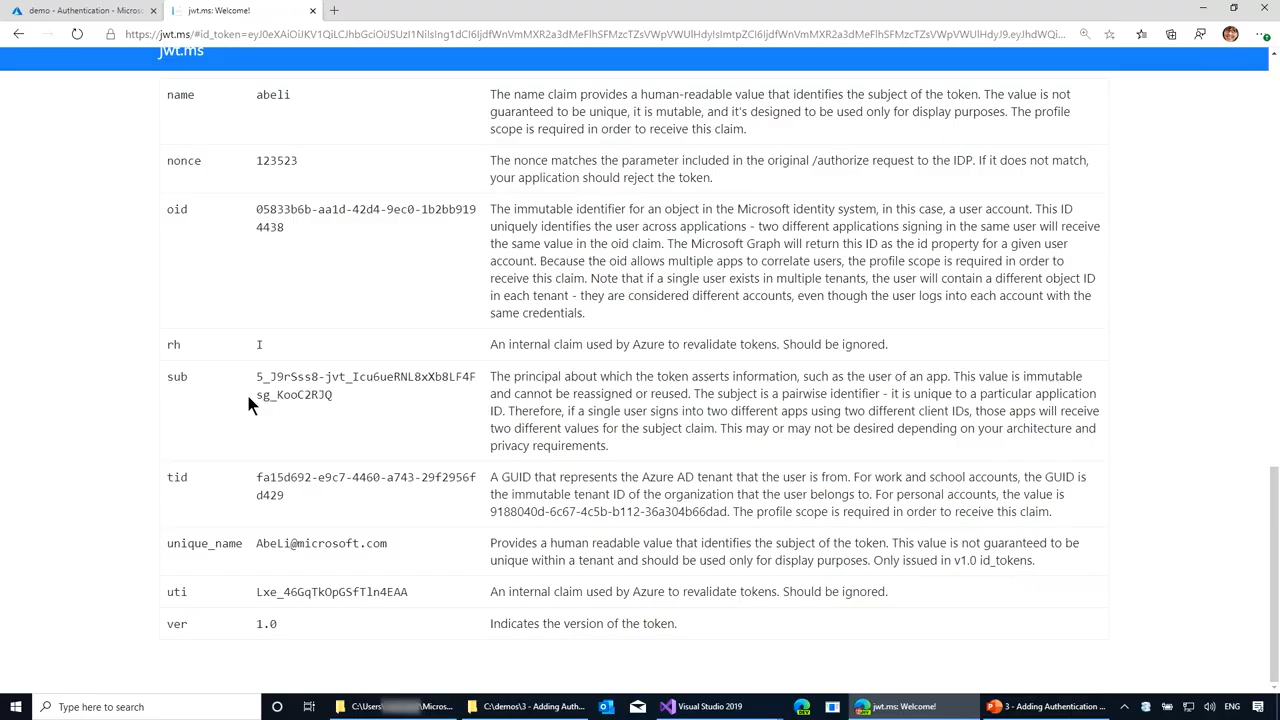 demo - Authentication - Microso
jwt.ms: Welcome!
https://jwt.ms/#id_token=eyJ0eXAiOiJKV1QiLCJhbGciOiJSUzI1NiIsIng1dCI6IjdfWnVmMXR2a3dMeFlhSFMzcTZsVWpVWUlHdyIsImtpZCI6IjdfWnVmMXR2a3dMeFlhSFMzcTZsVWpVWUlHdyJ9.eyJhdWQi...
jwt.ms
name abeli The name claim provides a human-readable value that identifies the subject of the token. The value is not
guaranteed to be unique, it is mutable, and it's designed to be used only for display purposes. The profile
scope is required in order to receive this claim.
nonce 123523 The nonce matches the parameter included in the original /authorize request to the IDP. If it does not match,
your application should reject the token.
oid 05833b6b-aa1d-42d4-9ec0-1b2bb919 The immutable identifier for an object in the Microsoft identity system, in this case, a user account. This ID
4438 uniquely identifies the user across applications - two different applications signing in the same user will receive
the same value in the oid claim. The Microsoft Graph will return this ID as the id property for a given user
account. Because the oid allows multiple apps to correlate users, the profile scope is required in order to
receive this claim. Note that if a single user exists in multiple tenants, the user will contain a different object ID
in each tenant - they are considered different accounts, even though the user logs into each account with the
same credentials.
rh I An internal claim used by Azure to revalidate tokens. Should be ignored.
sub 5_J9rSss8-jvt_Icu6ueRNL8xXb8LF4F The principal about which the token asserts information, such as the user of an app. This value is immutable
sg_KooC2RJQ and cannot be reassigned or reused. The subject is a pairwise identifier - it is unique to a particular application
ID. Therefore, if a single user signs into two different apps using two different client IDs, those apps will receive
two different values for the subject claim. This may or may not be desired depending on your architecture and
privacy requirements.
tid fa15d692-e9c7-4460-a743-29f2956f A GUID that represents the Azure AD tenant that the user is from. For work and school accounts, the GUID is
d429 the immutable tenant ID of the organization that the user belongs to. For personal accounts, the value is
9188040d-6c67-4c5b-b112-36a304b66dad. The profile scope is required in order to receive this claim.
unique_name AbeLi@microsoft.com Provides a human readable value that identifies the subject of the token. This value is not guaranteed to be
unique within a tenant and should be used only for display purposes. Only issued in v1.0 id_tokens.
uti Lxe_46GqTkOpGSfTln4EAA An internal claim used by Azure to revalidate tokens. Should be ignored.
ver 1.0 Indicates the version of the token.
Type here to search
C:\Users \Micros...
C:\demos\3 - Adding Auth...
Visual Studio 2019
jwt.ms: Welcome! ...
3 - Adding Authentication ...
ENG